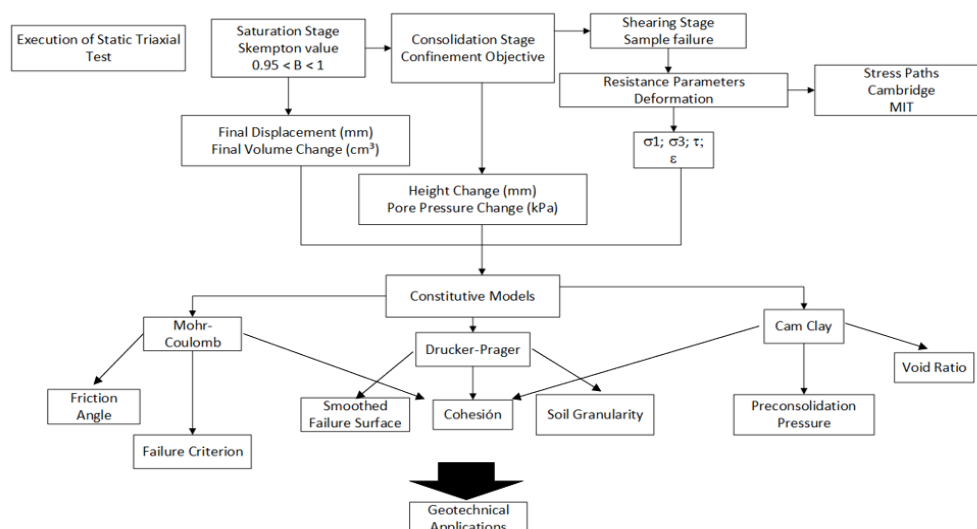 Execution of Static Triaxial
Test
Saturation Stage
Skempton value
0.95 < B < 1
Consolidation Stage
Confinement Objective
Shearing Stage
Sample failure
Resistance Parameters
Deformation
Stress Paths
Cambridge
MIT
Final Displacement (mm)
Final Volume Change (cm³)
σ1; σ3; τ;
ε
Height Change (mm)
Pore Pressure Change (kPa)
Constitutive Models
Mohr-
Coulomb
Drucker-Prager
Cam Clay
Void Ratio
Friction
Angle
Smoothed
Failure Surface
Cohesión
Soil Granularity
Preconsolidation
Pressure
Failure Criterion
Geotechnical
Applications